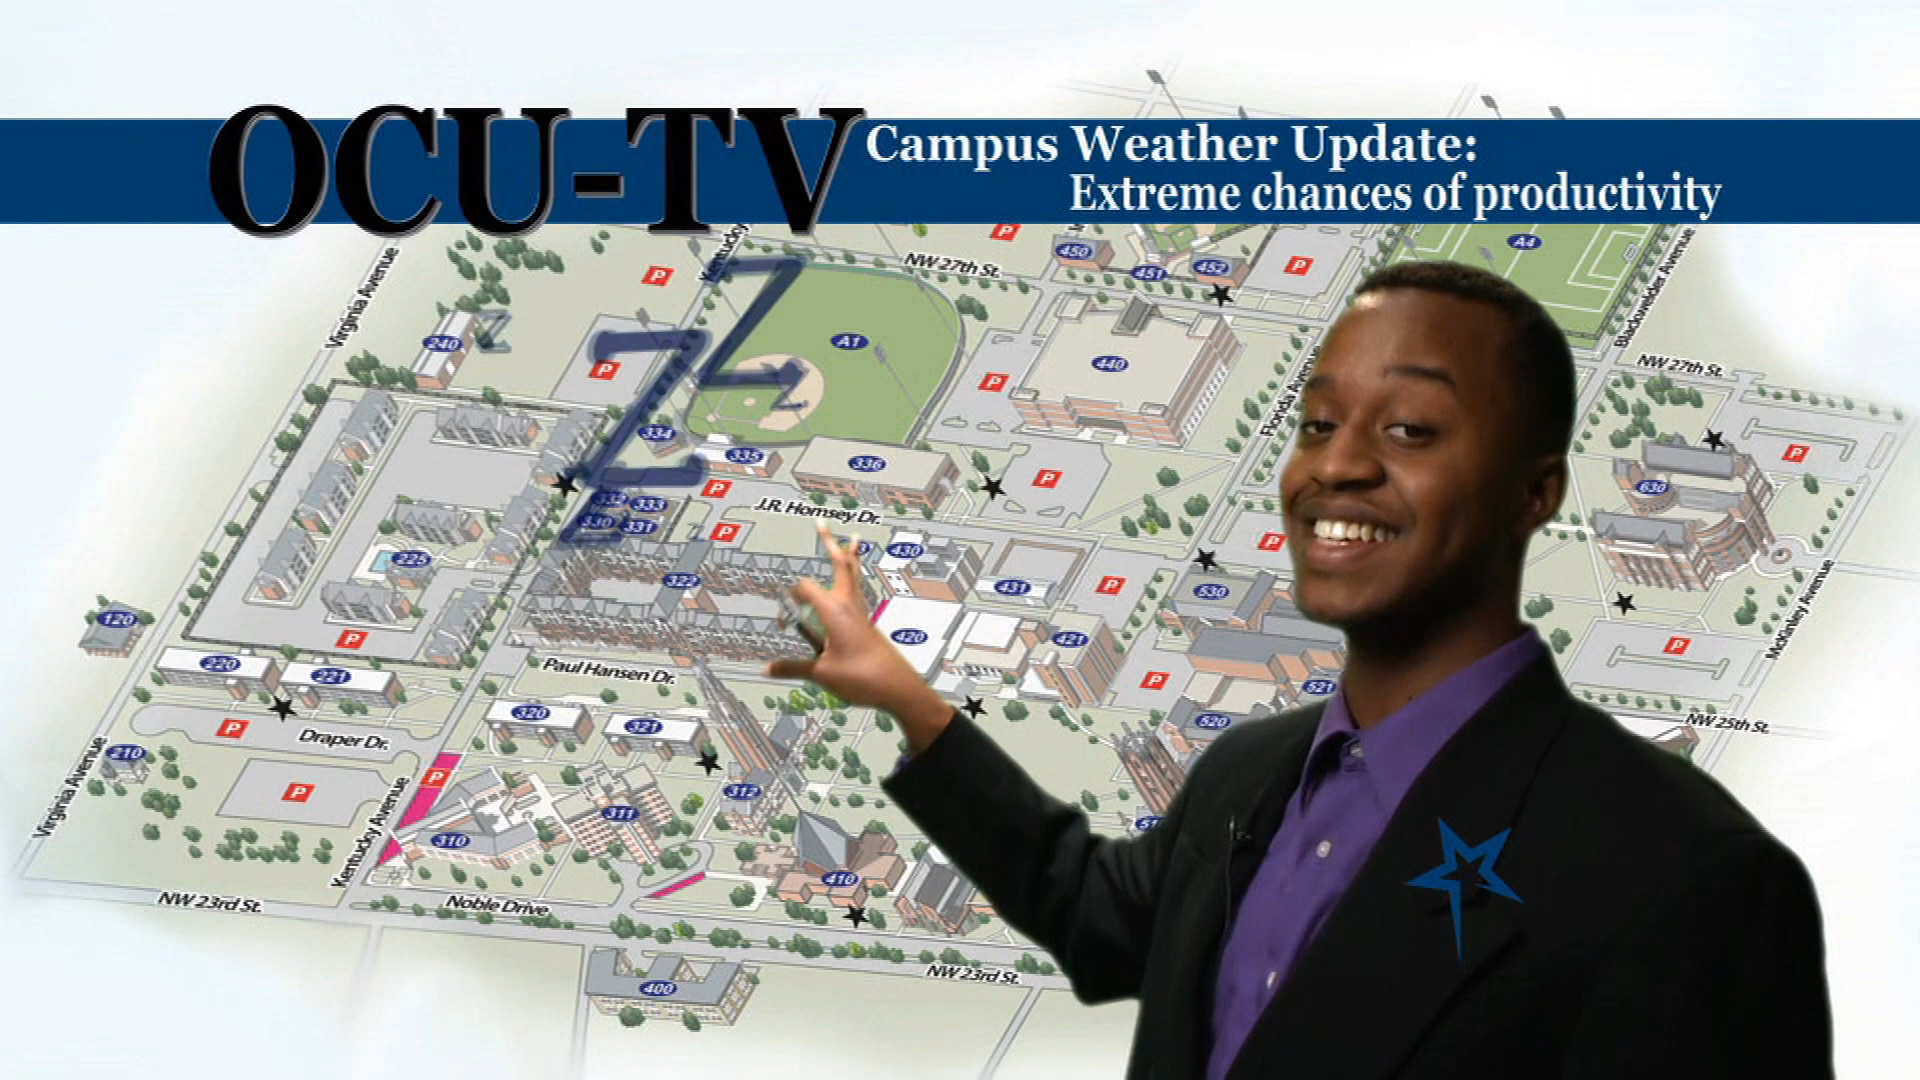 OCU-TV
Campus Weather Update:
Extreme chances of productivity
Virginia Avenue
Kentucky
NW 27th St.
450
451
452
P
P
P
A4
Blackwelder Avenue
240
Z
Z
Z
Z
Z
P
A1
P
440
Florida Avenue
NW 27th St.
334
335
336
P
P
P
630
332
333
330
331
P
J.R. Homsey Dr.
P
225
322
430
431
P
530
120
P
420
421
McKinley Avenue
220
221
Paul Hansen Dr.
P
521
P
P
Draper Dr.
320
321
520
NW 25th St.
210
P
P
312
Virginia Avenue
Kentucky Avenue
310
311
410
NW 23rd St.
Noble Drive
400
NW 23rd St.